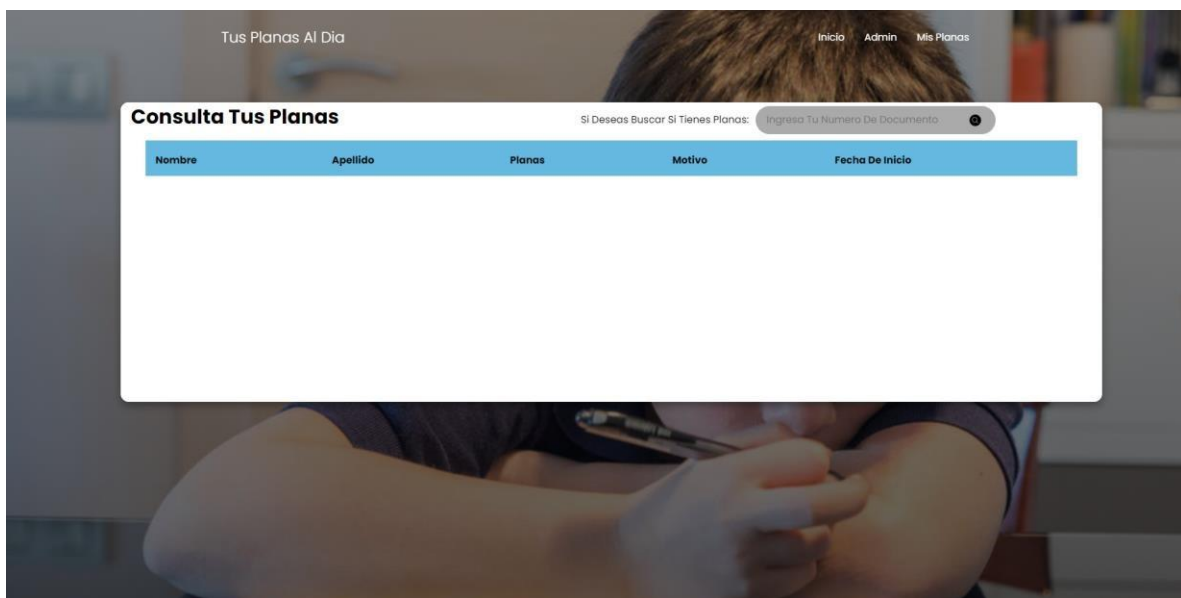 Tus Planas Al Dia
Inicio Admin Mis Planas
Consulta Tus Planas
Si Deseas Buscar Si Tienes Planas: Ingresa Tu Numero De Documento
Nombre Apellido Planas Motivo Fecha De Inicio